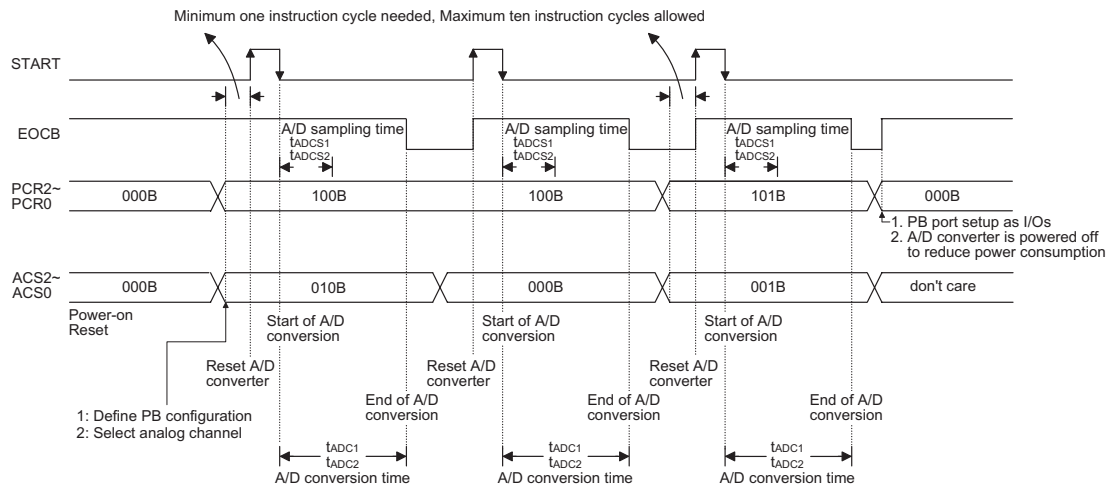 Minimum one instruction cycle needed, Maximum ten instruction cycles allowed
START
EOCB
A/D sampling time
tADCS1
tADCS2
A/D sampling time
tADCS1
tADCS2
A/D sampling time
tADCS1
tADCS2
PCR2~
PCR0
000B
100B
100B
101B
000B
1. PB port setup as I/Os
2. A/D converter is powered off
to reduce power consumption
ACS2~
ACS0
000B
010B
000B
001B
don't care
Power-on
Reset
Start of A/D
conversion
Start of A/D
conversion
Start of A/D
conversion
Reset A/D
converter
Reset A/D
converter
Reset A/D
converter
End of A/D
conversion
End of A/D
conversion
End of A/D
conversion
1: Define PB configuration
2: Select analog channel
tADC1
tADC2
A/D conversion time
tADC1
tADC2
A/D conversion time
tADC1
tADC2
A/D conversion time